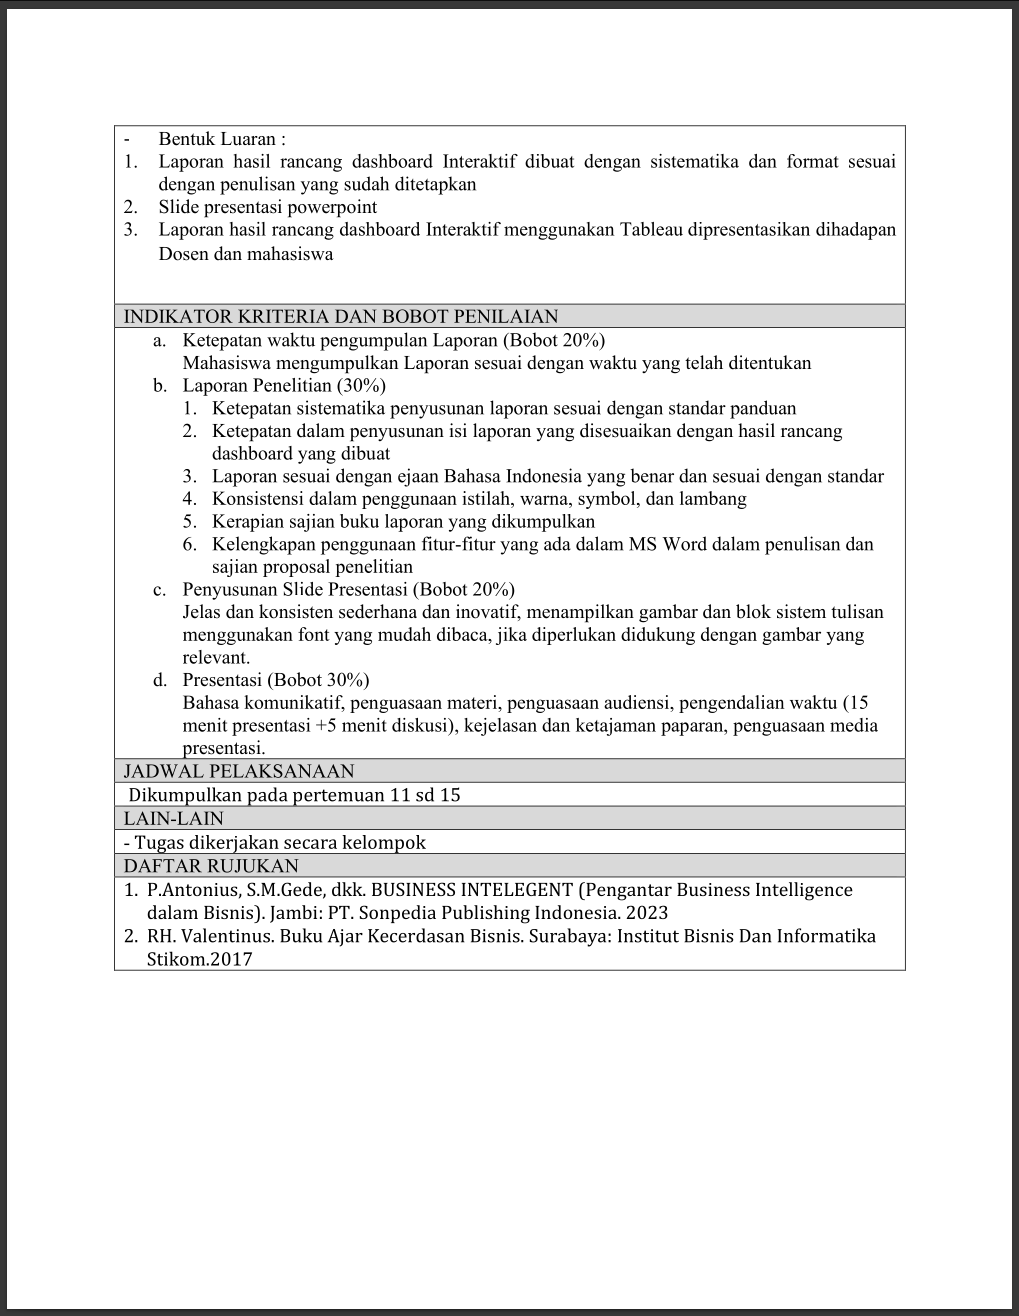 - Bentuk Luaran :
1. Laporan hasil rancang dashboard Interaktif dibuat dengan sistematika dan format sesuai
dengan penulisan yang sudah ditetapkan
2. Slide presentasi powerpoint
3. Laporan hasil rancang dashboard Interaktif menggunakan Tableau dipresentasikan dihadapan
Dosen dan mahasiswa
INDIKATOR KRITERIA DAN BOBOT PENILAIAN
a. Ketepatan waktu pengumpulan Laporan (Bobot 20%)
Mahasiswa mengumpulkan Laporan sesuai dengan waktu yang telah ditentukan
b. Laporan Penelitian (30%)
1. Ketepatan sistematika penyusunan laporan sesuai dengan standar panduan
2. Ketepatan dalam penyusunan isi laporan yang disesuaikan dengan hasil rancang
dashboard yang dibuat
3. Laporan sesuai dengan ejaan Bahasa Indonesia yang benar dan sesuai dengan standar
4. Konsistensi dalam penggunaan istilah, warna, symbol, dan lambang
5. Kerapian sajian buku laporan yang dikumpulkan
6. Kelengkapan penggunaan fitur-fitur yang ada dalam MS Word dalam penulisan dan
sajian proposal penelitian
c. Penyusunan Slide Presentasi (Bobot 20%)
Jelas dan konsisten sederhana dan inovatif, menampilkan gambar dan blok sistem tulisan
menggunakan font yang mudah dibaca, jika diperlukan didukung dengan gambar yang
relevant.
d. Presentasi (Bobot 30%)
Bahasa komunikatif, penguasaan materi, penguasaan audiensi, pengendalian waktu (15
menit presentasi +5 menit diskusi), kejelasan dan ketajaman paparan, penguasaan media
presentasi.
JADWAL PELAKSANAAN
Dikumpulkan pada pertemuan 11 sd 15
LAIN-LAIN
- Tugas dikerjakan secara kelompok
DAFTAR RUJUKAN
1. P.Antonius, S.M.Gede, dkk. BUSINESS INTELEGENT (Pengantar Business Intelligence
dalam Bisnis). Jambi: PT. Sonpedia Publishing Indonesia. 2023
2. RH. Valentinus. Buku Ajar Kecerdasan Bisnis. Surabaya: Institut Bisnis Dan Informatika
Stikom.2017